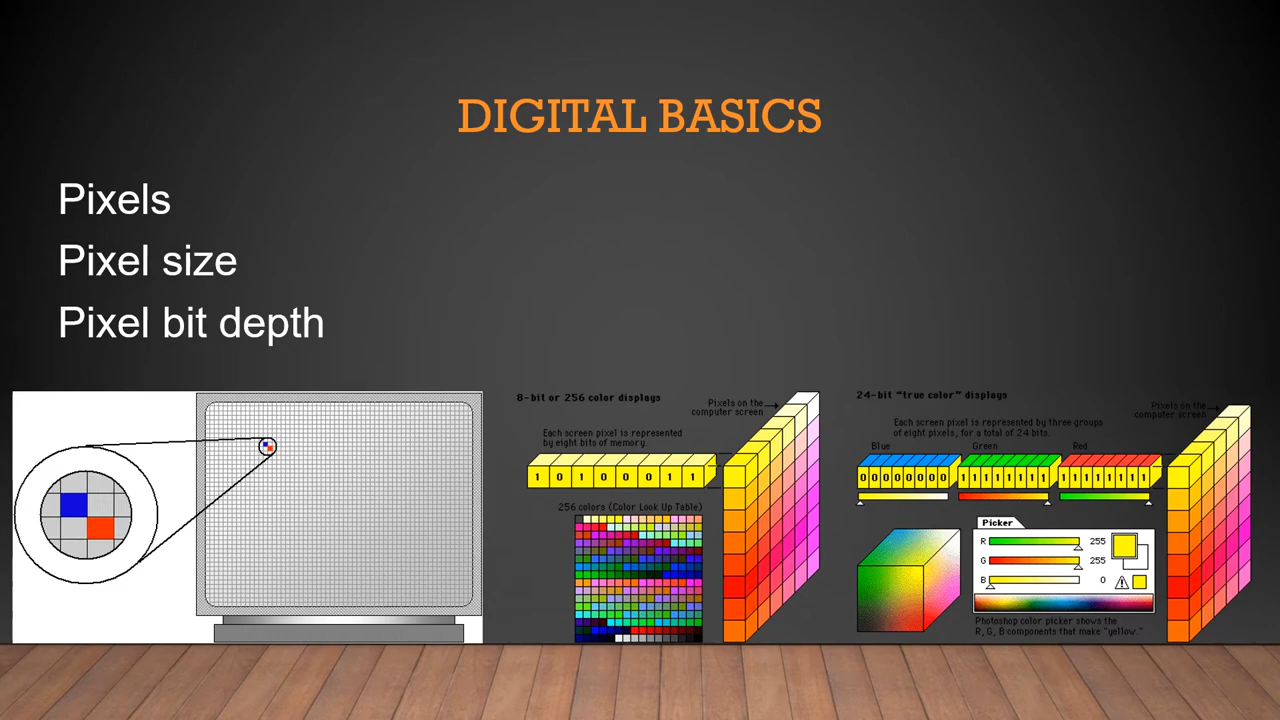 DIGITAL BASICS
Pixels
Pixel size
Pixel bit depth
8-bit or 256 color displays
Pixels on the
computer screen
Each screen pixel is represented
by eight bits of memory.
1 0 1 0 0 0 1 1
256 colors (Color Look Up Table)
24-bit “true color” displays
Pixels on the
computer screen
Each screen pixel is represented by three groups
of eight pixels, for a total of 24 bits.
Blue Green Red
0 0 0 0 0 0 0 0 1 1 1 1 1 1 1 1 1 1 1 1 1 1 1 1
Picker
R 255
G 255
B 0
Photoshop color picker shows the
R, G, B components that make “yellow.”